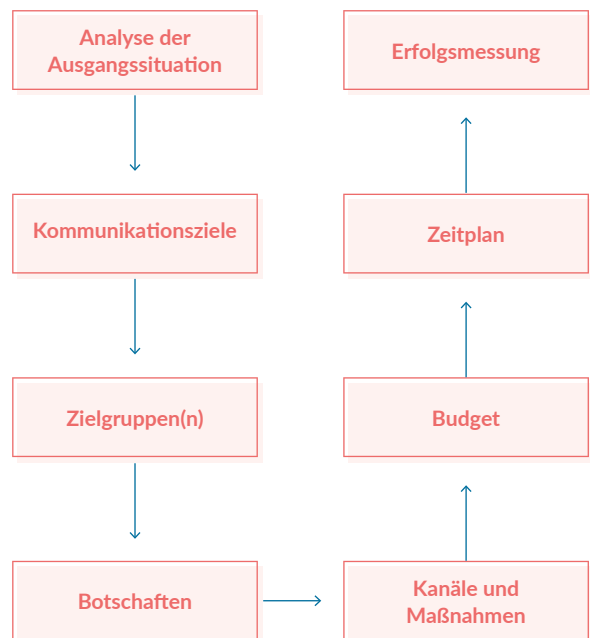 Analyse der
Ausgangssituation
Kommunikationsziele
Zielgruppen(n)
Botschaften
Kanäle und
Maßnahmen
Budget
Zeitplan
Erfolgsmessung